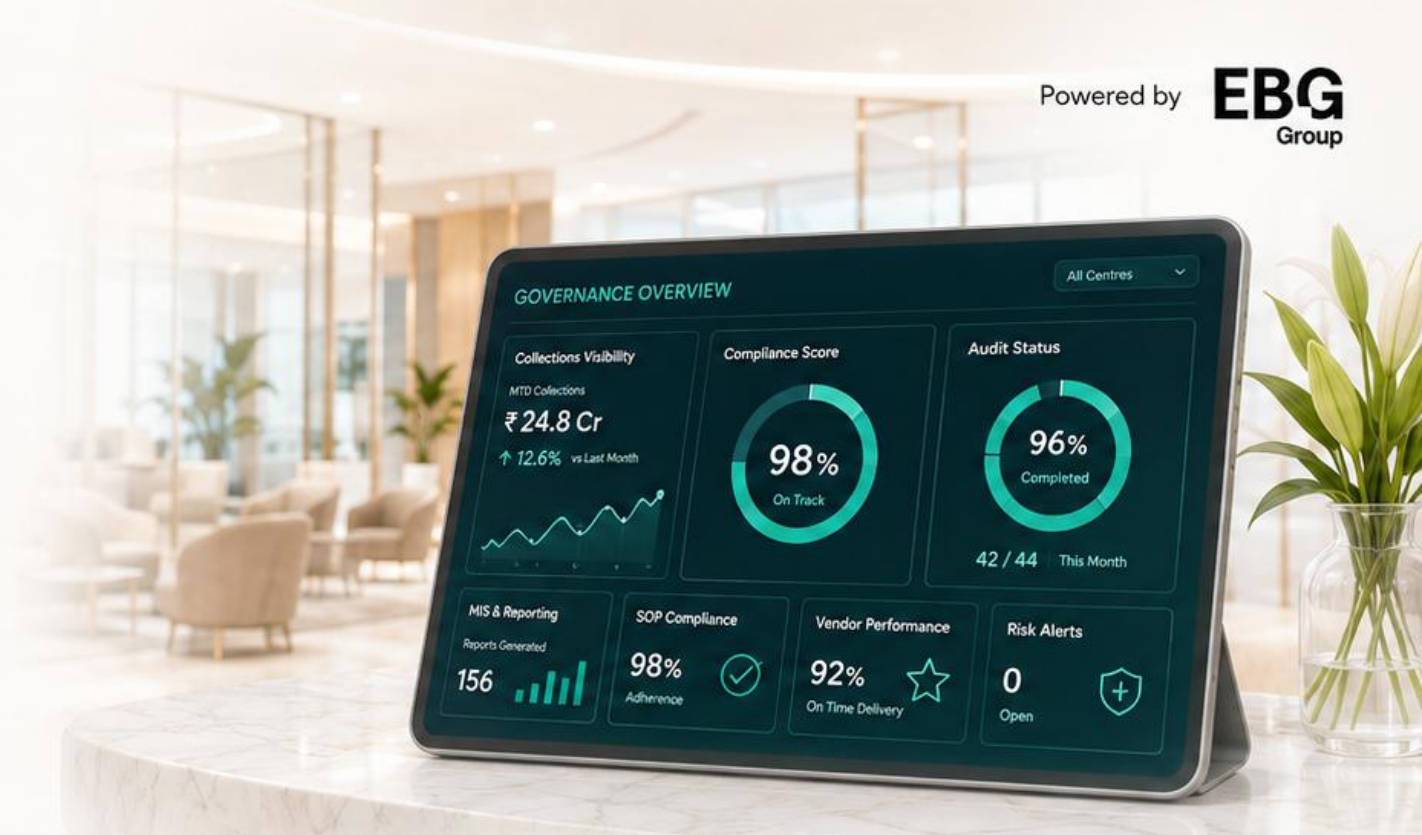 Powered by
EBG
Group
GOVERNANCE OVERVIEW
All Centres
Collections Visibility
MTD Collections
₹ 24.8 Cr
↑ 12.6% vs Last Month
Compliance Score
98%
On Track
Audit Status
96%
Completed
42 / 44 This Month
MIS & Reporting
Reports Generated
156
SOP Compliance
98%
Adherence
Vendor Performance
92%
On Time Delivery
Risk Alerts
0
Open